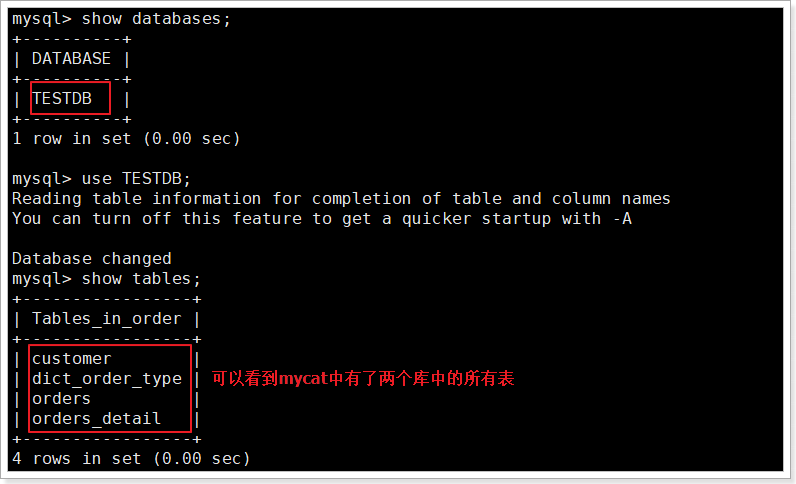 mysql> show databases;
+----------+
| DATABASE |
+----------+
| TESTDB   |
+----------+
1 row in set (0.00 sec)
mysql> use TESTDB;
Reading table information for completion of table and column names
You can turn off this feature to get a quicker startup with -A
Database changed
mysql> show tables;
+-----------------+
| Tables_in_order |
+-----------------+
| customer        |
| dict_order_type | 可以看到mycat中有了两个库中的所有表
| orders          |
| orders_detail   |
+-----------------+
4 rows in set (0.00 sec)